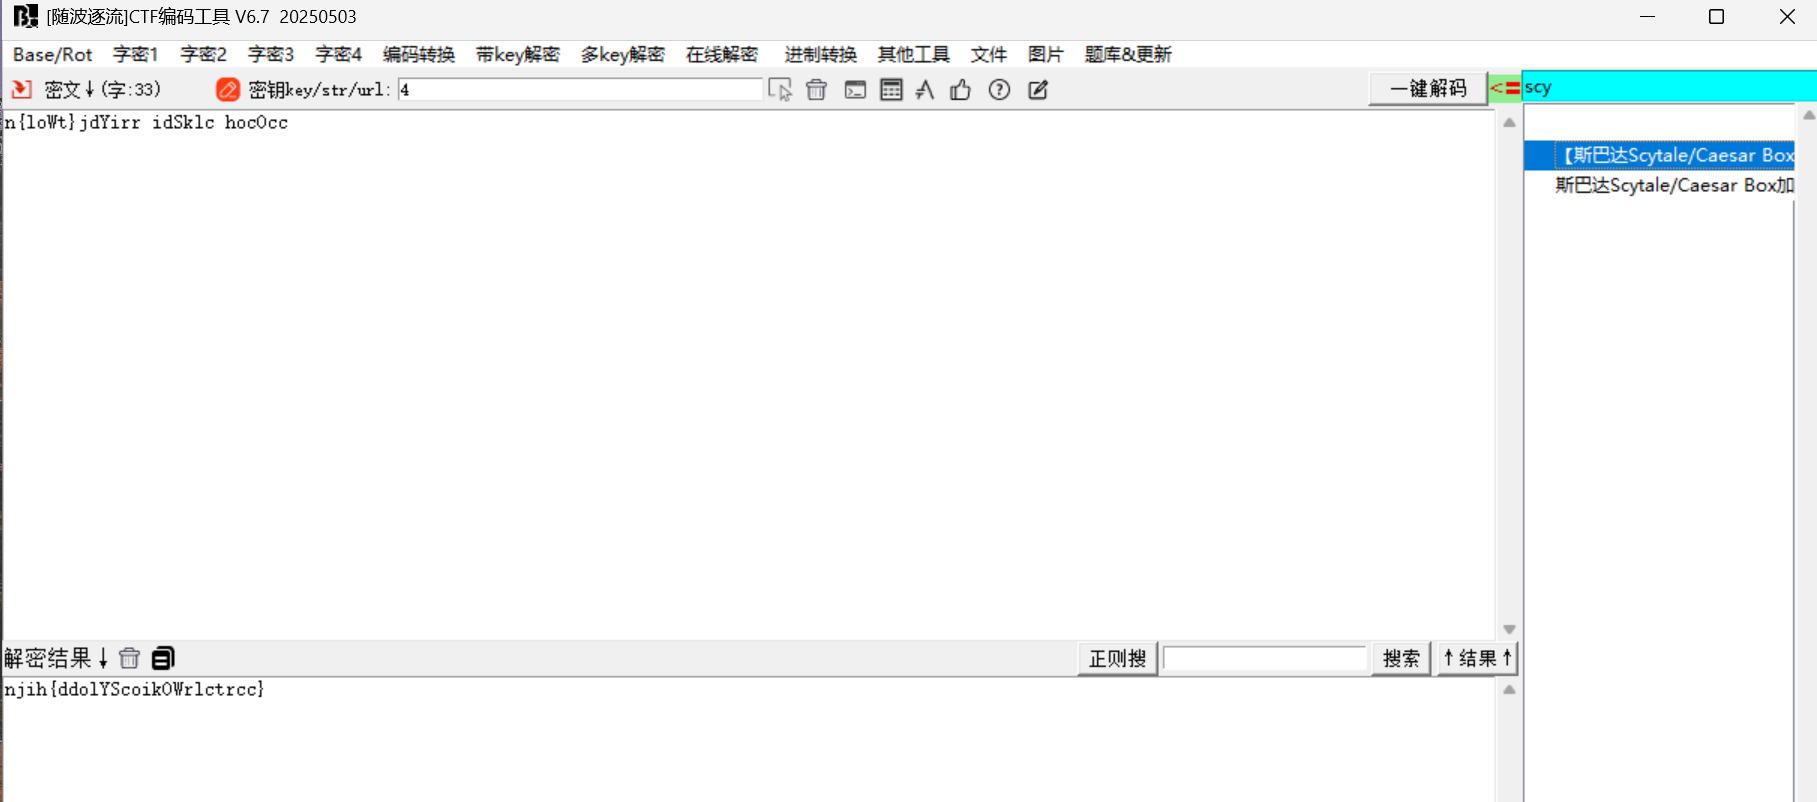 [随波逐流]CTF编码工具 V6.7  20250503
Base/Rot 字密1 字密2 字密3 字密4 编码转换 带key解密 多key解密 在线解密 进制转换 其他工具 文件 图片 题库&更新
密文↓(字:33) 密钥key/str/url: 4 一键解码 <= scy
n{loWt}jdYirr idSklc hocOcc
【斯巴达Scytale/Caesar Box
斯巴达Scytale/Caesar Box加
解密结果↓ 正则搜 搜索 ↑结果↑
njih{ddolYScoikOWrlctrcc}